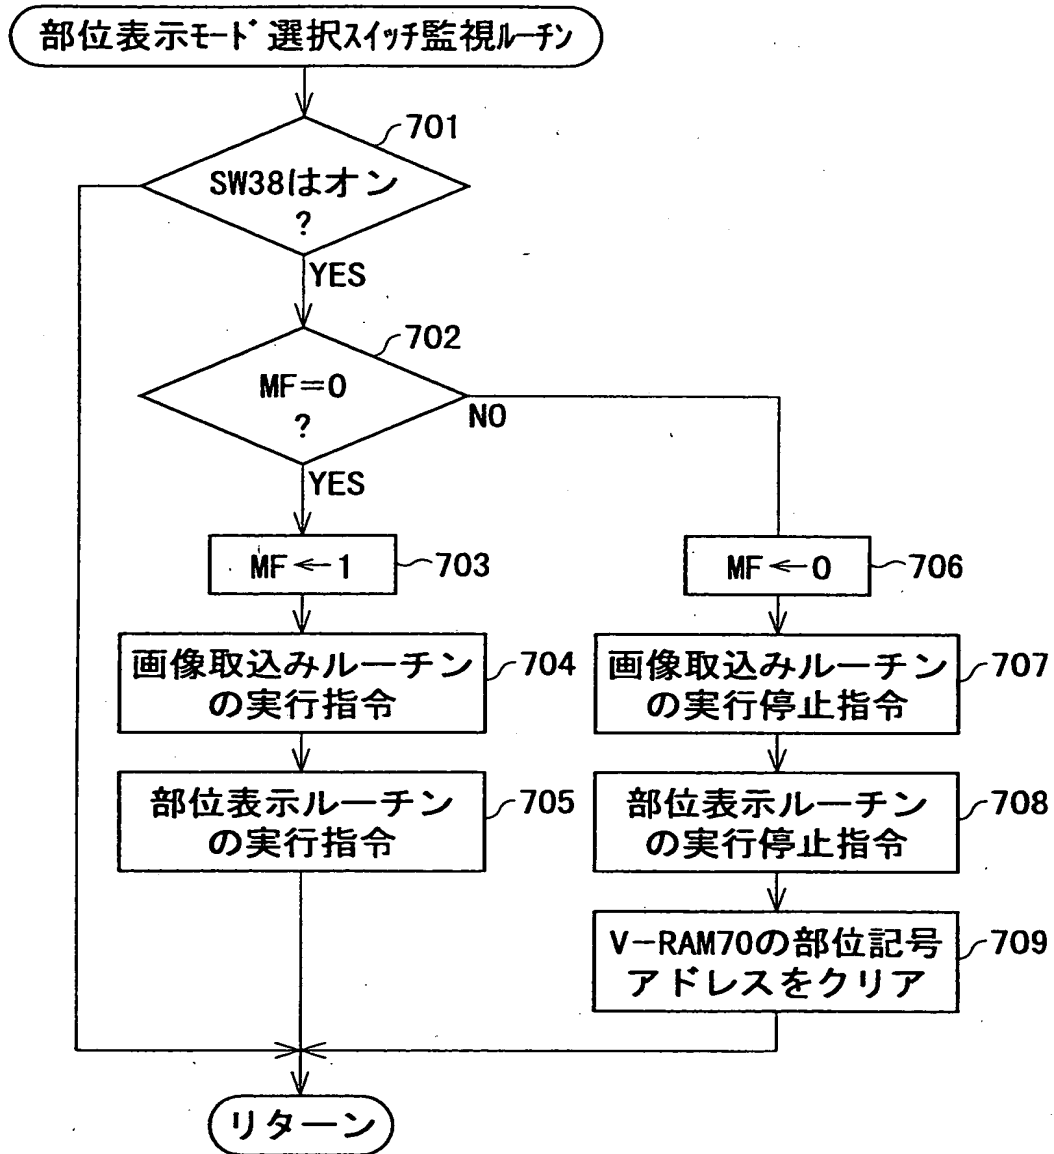 部位表示ﾓｰﾄﾞ選択ｽｲｯﾁ監視ﾙｰﾁﾝ
701
SW38はオン
?
YES
702
MF=0
?
NO
YES
MF←1
703
MF←0
706
画像取込みルーチン
の実行指令
704
画像取込みルーチン
の実行停止指令
707
部位表示ルーチン
の実行指令
705
部位表示ルーチン
の実行停止指令
708
V-RAM70の部位記号
アドレスをクリア
709
リターン